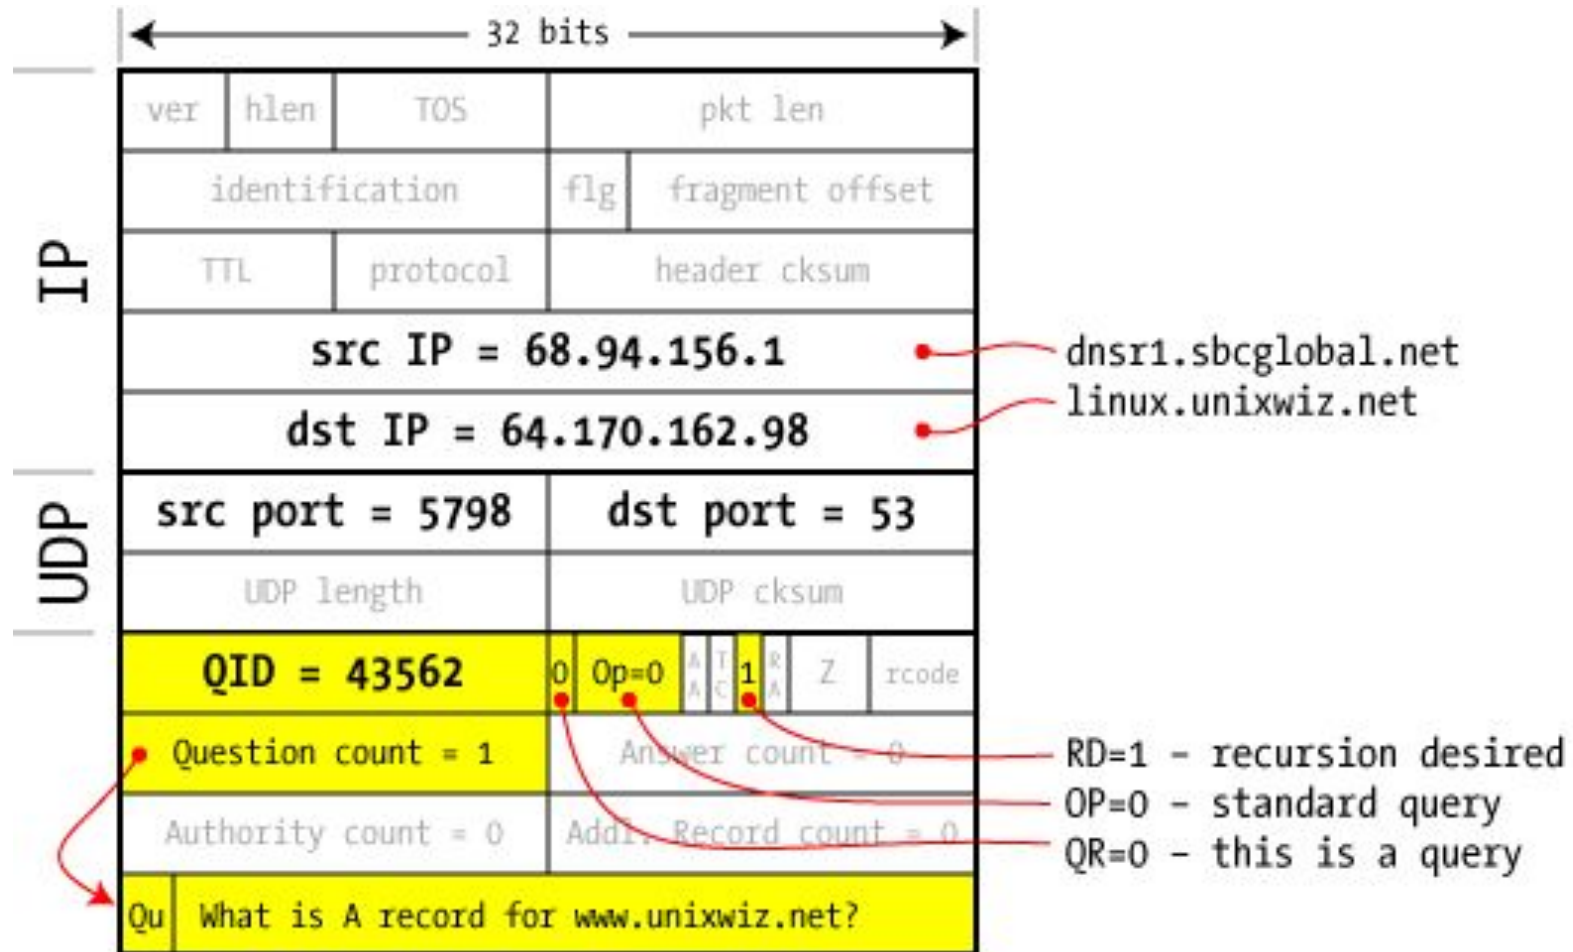 32 bits
IP
ver hlen TOS pkt len
identification flg fragment offset
TTL protocol header cksum
src IP = 68.94.156.1 dnsr1.sbcglobal.net
dst IP = 64.170.162.98 linux.unixwiz.net
UDP
src port = 5798 dst port = 53
UDP length UDP cksum
QID = 43562 0 Op=0 AA TC 1 RA Z rcode
Question count = 1 Answer count = 0 RD=1 – recursion desired
OP=0 – standard query
Authority count = 0 Addl. Record count = 0 QR=0 – this is a query
Qu What is A record for www.unixwiz.net?